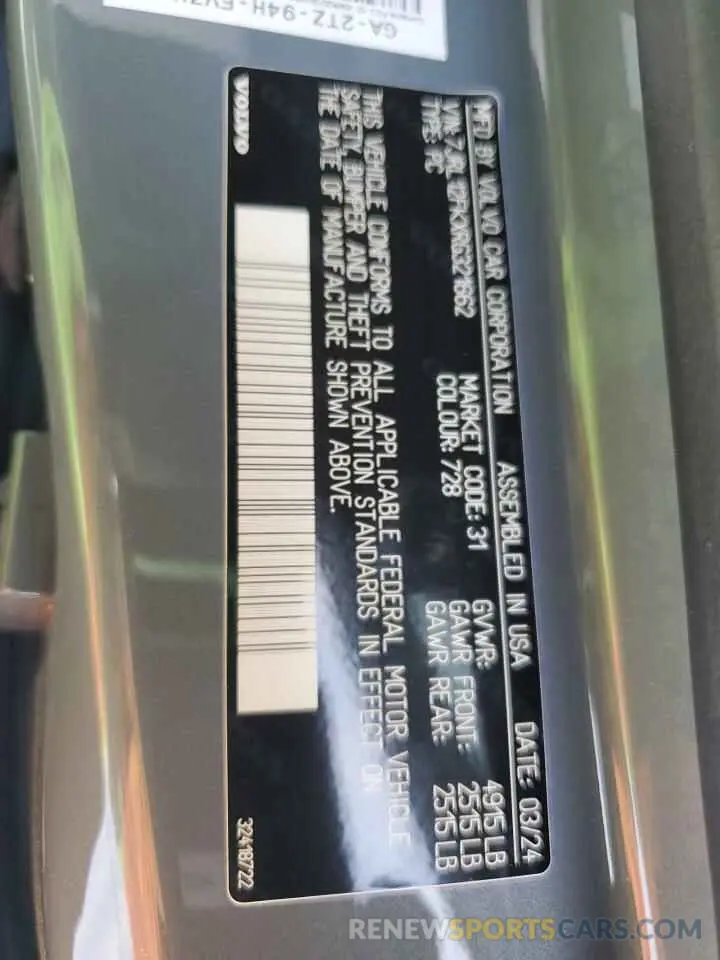 MFD BY VOLVO CAR CORPORATION ASSEMBLED IN USA DATE: 03/24
VIN: 7JRL12FKXRG321662 MARKET CODE: 31 GVWR: 4915 LB
TYPE: PC COLOUR: 728 GAWR FRONT: 2515 LB
GAWR REAR: 2515 LB
THIS VEHICLE CONFORMS TO ALL APPLICABLE FEDERAL MOTOR VEHICLE
SAFETY, BUMPER AND THEFT PREVENTION STANDARDS IN EFFECT ON
THE DATE OF MANUFACTURE SHOWN ABOVE.
VOLVO
32418722
GA-2TZ-94H
RENEWSPORTSCARS.COM